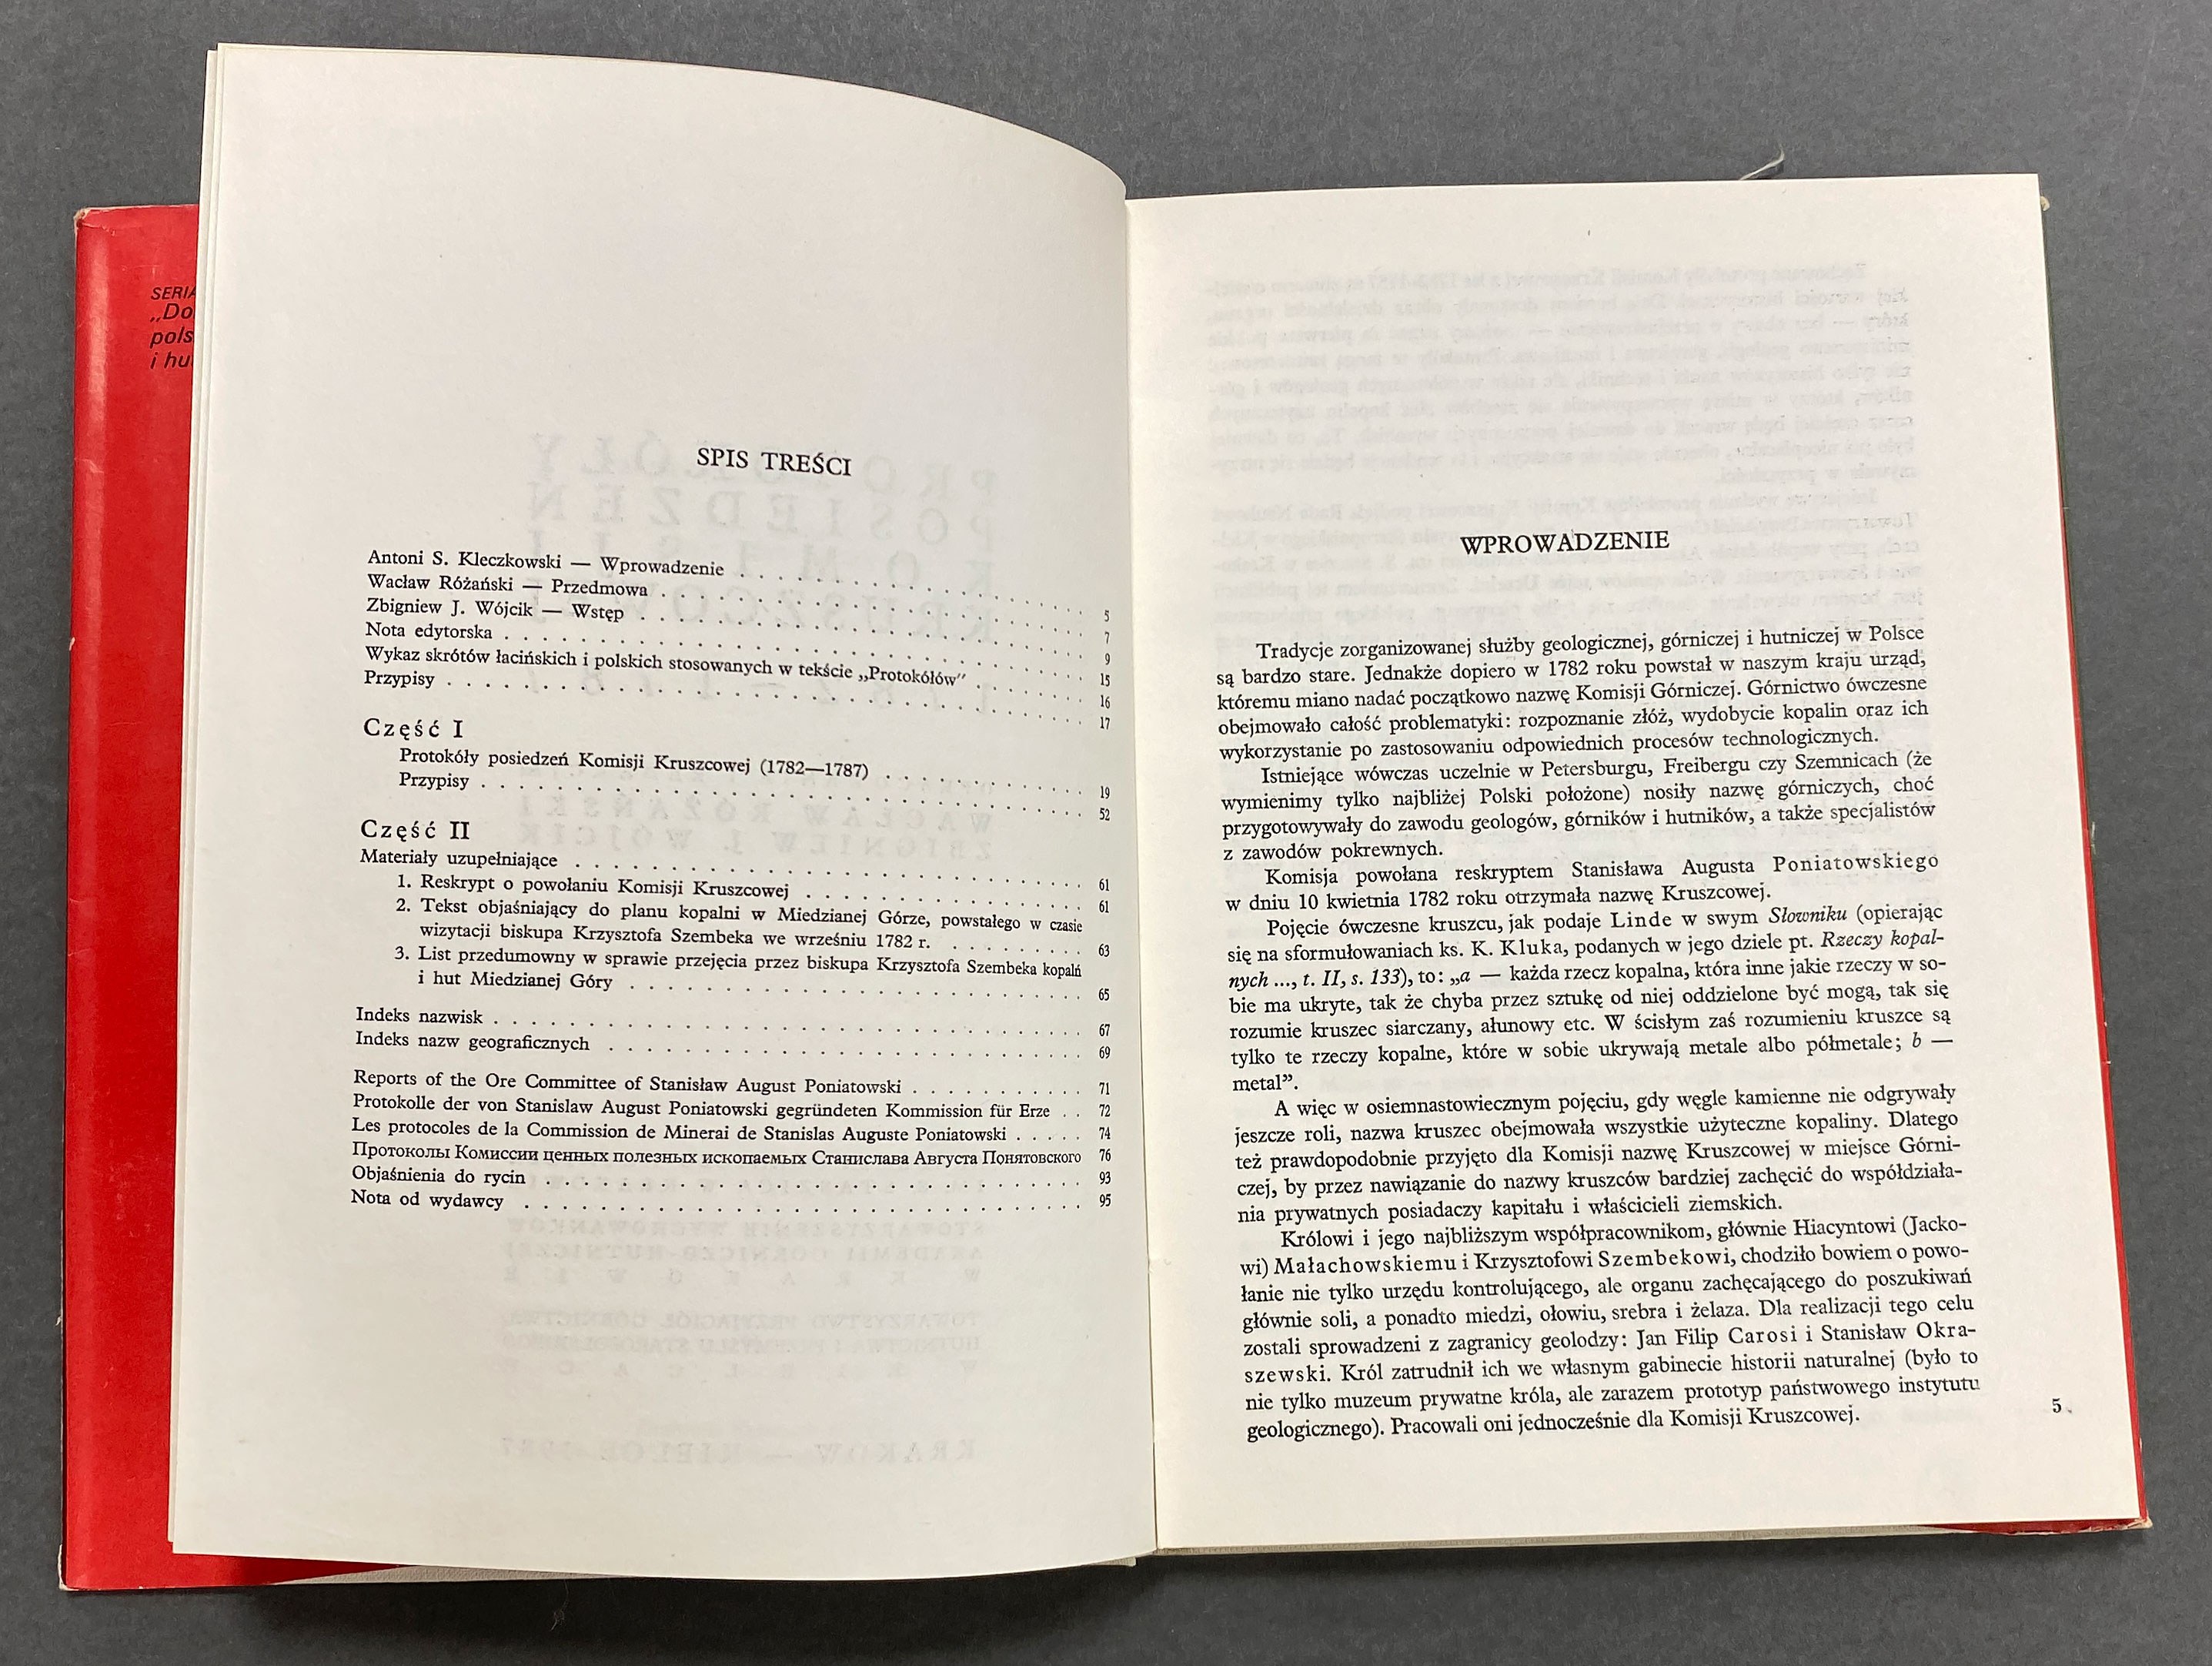 SERIA
„Do
pols
i hu
SPIS TREŚCI
Antoni S. Kleczkowski — Wprowadzenie . . . . . . . . . . . . . . . 5
Wacław Różański — Przedmowa . . . . . . . . . . . . . . . 7
Zbigniew J. Wójcik — Wstęp . . . . . . . . . . . . . . . 9
Nota edytorska . . . . . . . . . . . . . . . 15
Wykaz skrótów łacińskich i polskich stosowanych w tekście „Protokółów” . . . . . . 16
Przypisy . . . . . . . . . . . . . . . 17
Część I
Protokóły posiedzeń Komisji Kruszcowej (1782—1787) . . . . . . . . . 19
Przypisy . . . . . . . . . . . . . . . 52
Część II
Materiały uzupełniające . . . . . . . . . . . . . . . 61
1. Reskrypt o powołaniu Komisji Kruszcowej . . . . . . . . . . . . 61
2. Tekst objaśniający do planu kopalni w Miedzianej Górze, powstałego w czasie
wizytacji biskupa Krzysztofa Szembeka we wrześniu 1782 r. . . . . . . 63
3. List przedumowny w sprawie przejęcia przez biskupa Krzysztofa Szembeka kopalń
i hut Miedzianej Góry . . . . . . . . . . . . . . . 65
Indeks nazwisk . . . . . . . . . . . . . . . 67
Indeks nazw geograficznych . . . . . . . . . . . . . . . 69
Reports of the Ore Committee of Stanisław August Poniatowski . . . . . . . . . 71
Protokolle der von Stanislaw August Poniatowski gegründeten Kommission für Erze . . 72
Les protocoles de la Commission de Minerai de Stanislas Auguste Poniatowski . . . . . 74
Протоколы Комиссии ценных полезных ископаемых Станислава Августа Понятовского 76
Objaśnienia do rycin . . . . . . . . . . . . . . . 93
Nota od wydawcy . . . . . . . . . . . . . . . 95
WPROWADZENIE
Tradycje zorganizowanej służby geologicznej, górniczej i hutniczej w Polsce
są bardzo stare. Jednakże dopiero w 1782 roku powstał w naszym kraju urząd,
któremu miano nadać początkowo nazwę Komisji Górniczej. Górnictwo ówczesne
obejmowało całość problematyki: rozpoznanie złóż, wydobycie kopalin oraz ich
wykorzystanie po zastosowaniu odpowiednich procesów technologicznych.
Istniejące wówczas uczelnie w Petersburgu, Freibergu czy Szemnicach (że
wymienimy tylko najbliżej Polski położone) nosiły nazwę górniczych, choć
przygotowywały do zawodu geologów, górników i hutników, a także specjalistów
z zawodów pokrewnych.
Komisja powołana reskryptem Stanisława Augusta Poniatowskiego
w dniu 10 kwietnia 1782 roku otrzymała nazwę Kruszcowej.
Pojęcie ówczesne kruszcu, jak podaje Linde w swym Słowniku (opierając
się na sformułowaniach ks. K. Kluka, podanych w jego dziele pt. Rzeczy kopal-
nych ..., t. II, s. 133), to: „a — każda rzecz kopalna, która inne jakie rzeczy w so-
bie ma ukryte, tak że chyba przez sztukę od niej oddzielone być mogą, tak się
rozumie kruszec siarczany, ałunowy etc. W ścisłym zaś rozumieniu kruszce są
tylko te rzeczy kopalne, które w sobie ukrywają metale albo półmetale; b —
metal”.
A więc w osiemnastowiecznym pojęciu, gdy węgle kamienne nie odgrywały
jeszcze roli, nazwa kruszec obejmowała wszystkie użyteczne kopaliny. Dlatego
też prawdopodobnie przyjęto dla Komisji nazwę Kruszcowej w miejsce Górni-
czej, by przez nawiązanie do nazwy kruszców bardziej zachęcić do współdziała-
nia prywatnych posiadaczy kapitału i właścicieli ziemskich.
Królowi i jego najbliższym współpracownikom, głównie Hiacyntowi (Jacko-
wi) Małachowskiemu i Krzysztofowi Szembekowi, chodziło bowiem o powo-
łanie nie tylko urzędu kontrolującego, ale organu zachęcającego do poszukiwań
głównie soli, a ponadto miedzi, ołowiu, srebra i żelaza. Dla realizacji tego celu
zostali sprowadzeni z zagranicy geolodzy: Jan Filip Carosi i Stanisław Okra-
szewski. Król zatrudnił ich we własnym gabinecie historii naturalnej (było to
nie tylko muzeum prywatne króla, ale zarazem prototyp państwowego instytutu
geologicznego). Pracowali oni jednocześnie dla Komisji Kruszcowej.
5